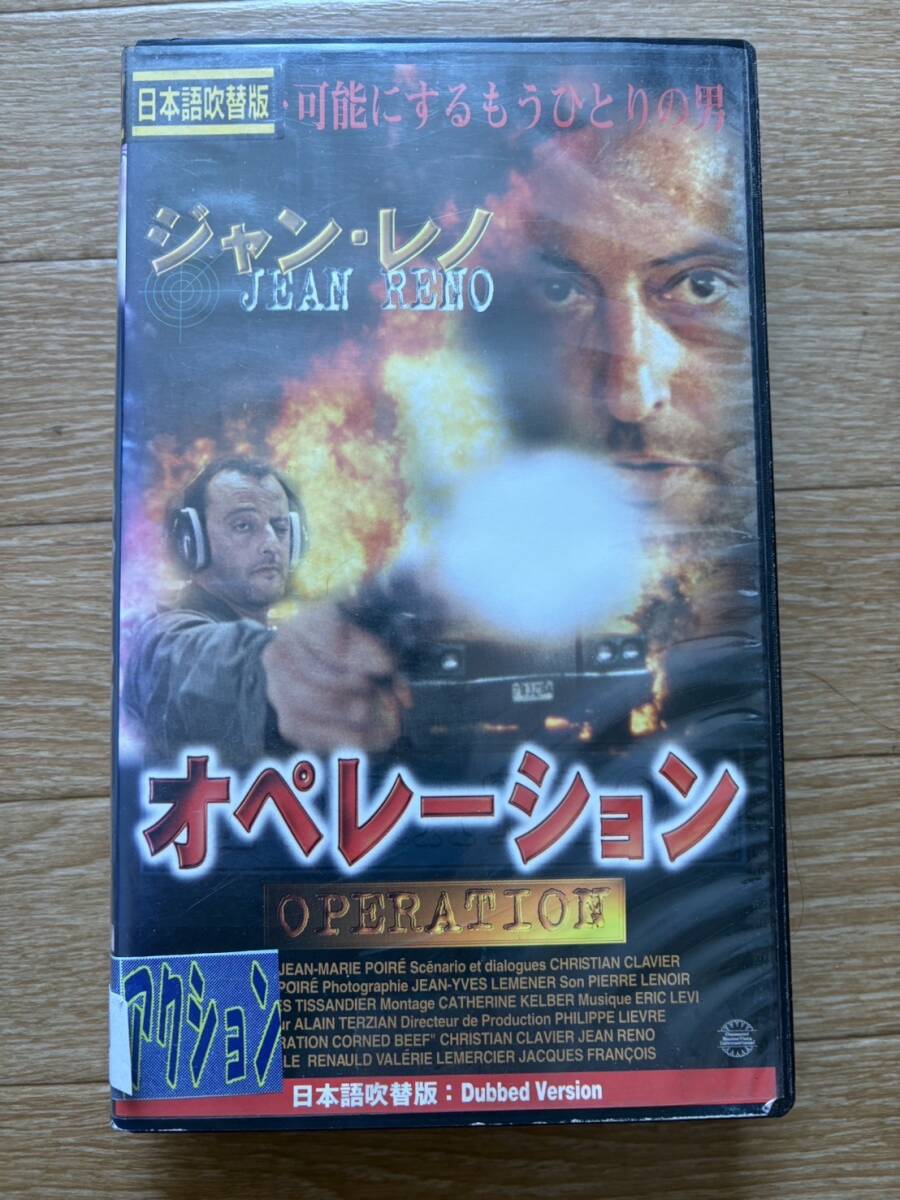 日本語吹替版
・可能にするもうひとりの男
ジャン・レノ
JEAN RENO
オペレーション
OPERATION
JEAN-MARIE POIRÉ Scénario et dialogues CHRISTIAN CLAVIER
POIRÉ Photographie JEAN-YVES LEMENER Son PIERRE LENOIR
ES TISSANDIER Montage CATHERINE KELBER Musique ERIC LEVI
ur ALAIN TERZIAN Directeur de Production PHILIPPE LIEVRE
RATION CORNED BEEF" CHRISTIAN CLAVIER JEAN RENO
LE RENAULD VALÉRIE LEMERCIER JACQUES FRANÇOIS
アクション
日本語吹替版：Dubbed Version